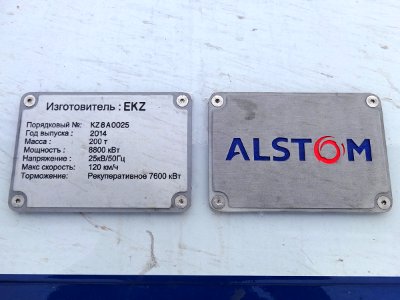 Изготовитель : EKZ
Порядковый №: KZ8A0025
Год выпуска : 2014
Масса : 200 т
Мощность : 8800 кВт
Напряжение : 25кВ/50Гц
Макс скорость: 120 км/ч
Торможение: Рекуперативное 7600 кВт
ALSTOM